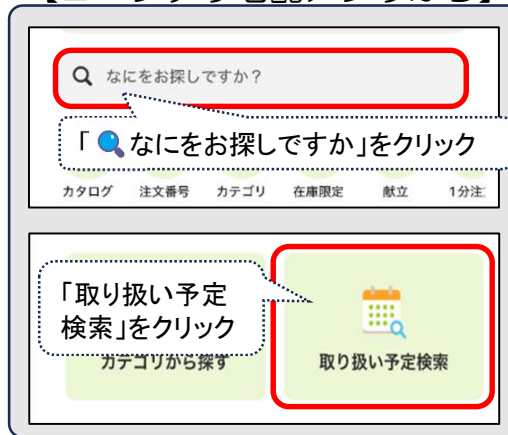 なにをお探しですか？
「🔍なにをお探しですか」をクリック
カタログ 注文番号 カテゴリ 在庫限定 献立 1分注
「取り扱い予定
検索」をクリック
カテゴリから探す 取り扱い予定検索